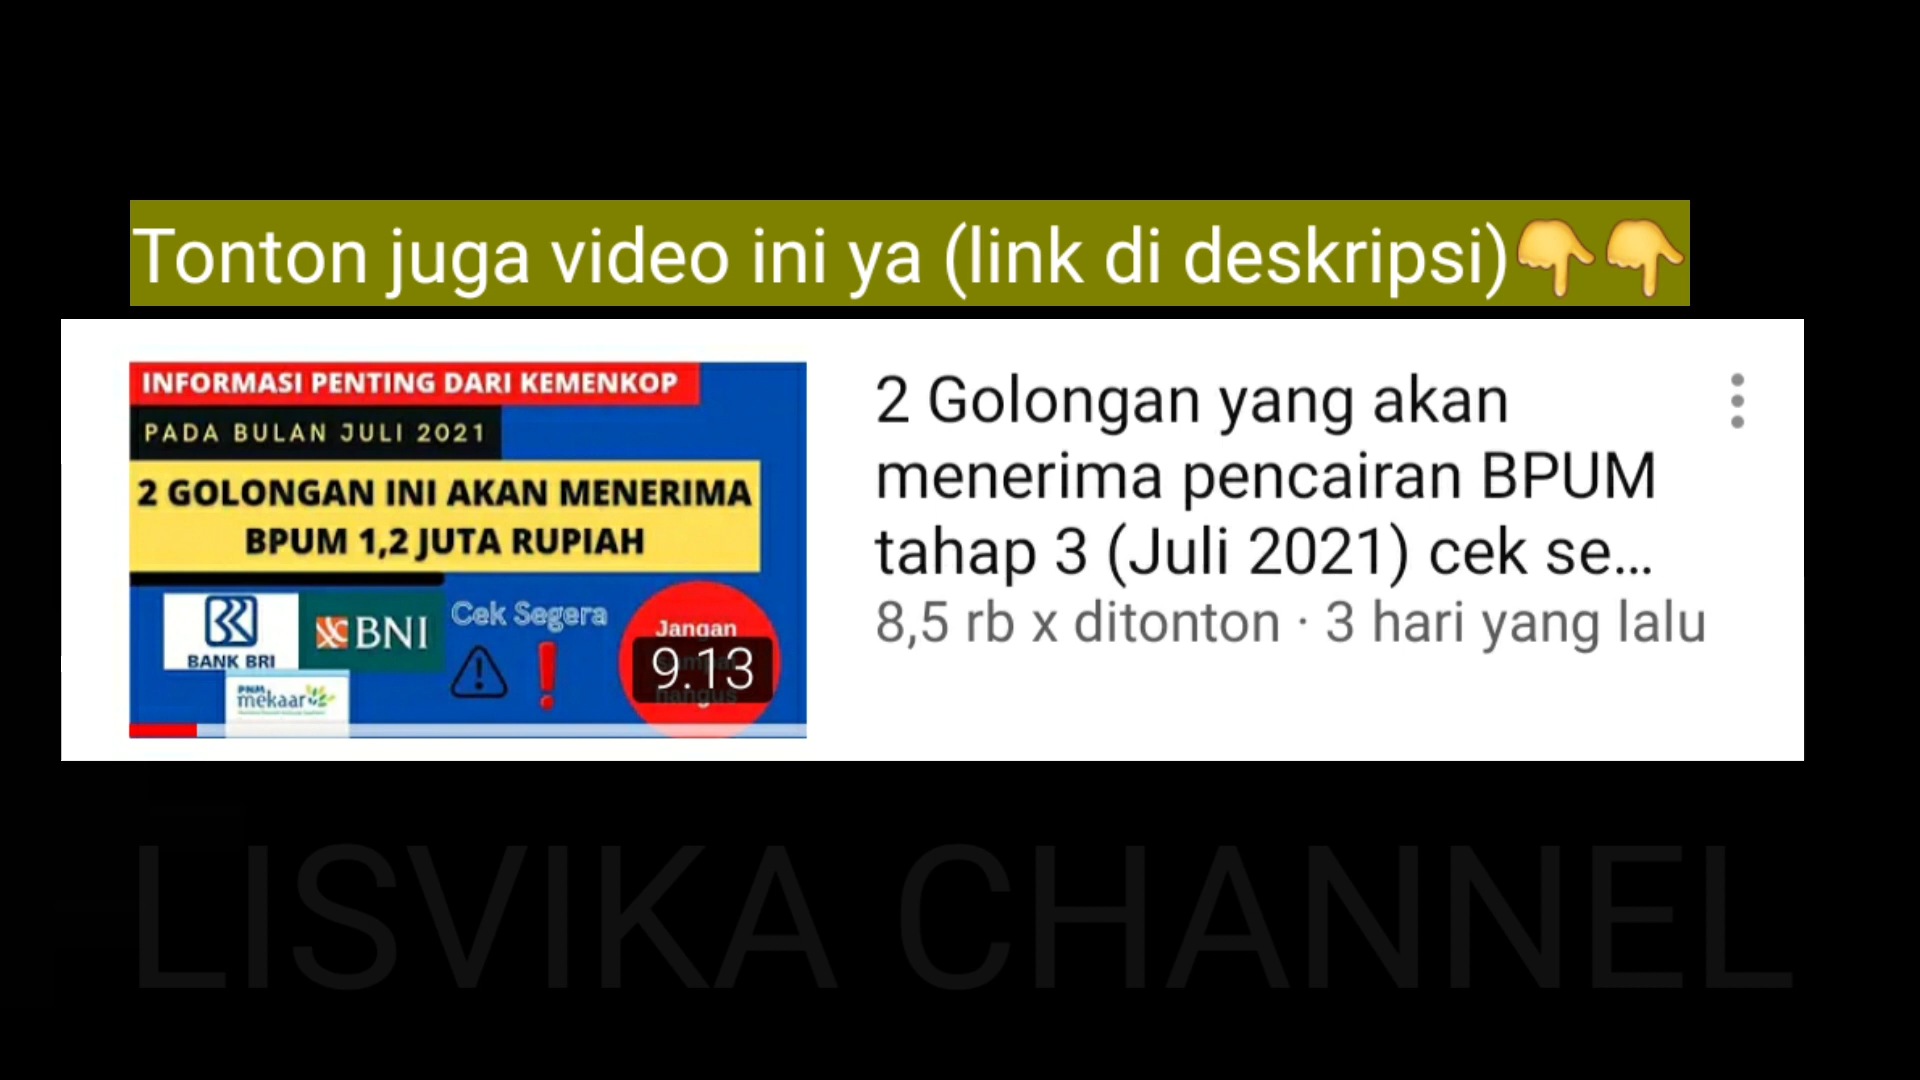 Tonton juga video ini ya (link di deskripsi)👇👇
INFORMASI PENTING DARI KEMENKOP
PADA BULAN JULI 2021
2 GOLONGAN INI AKAN MENERIMA
BPUM 1,2 JUTA RUPIAH
BANK BRI
BNI
PNM
mekaar
Cek Segera
Jangan
sampai
hangus
9.13
2 Golongan yang akan
menerima pencairan BPUM
tahap 3 (Juli 2021) cek se...
8,5 rb x ditonton · 3 hari yang lalu
LISVIKA CHANNEL